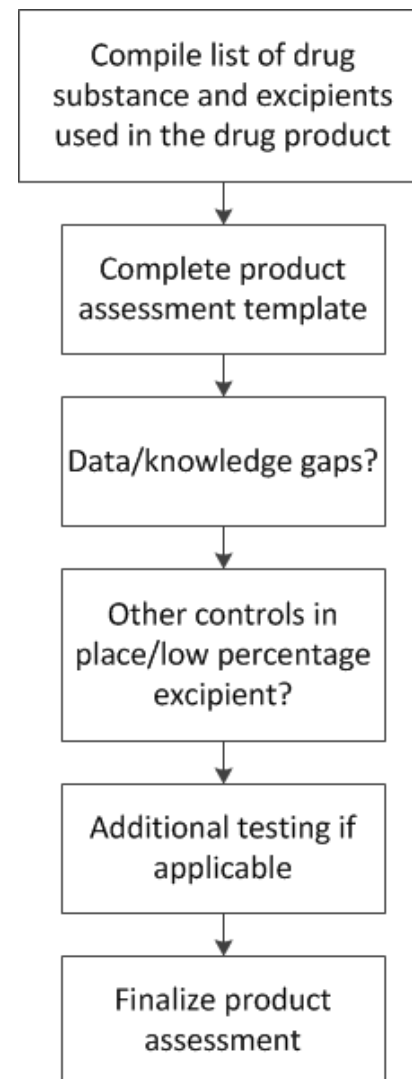 Compile list of drug
substance and excipients
used in the drug product
Complete product
assessment template
Data/knowledge gaps?
Other controls in
place/low percentage
excipient?
Additional testing if
applicable
Finalize product
assessment